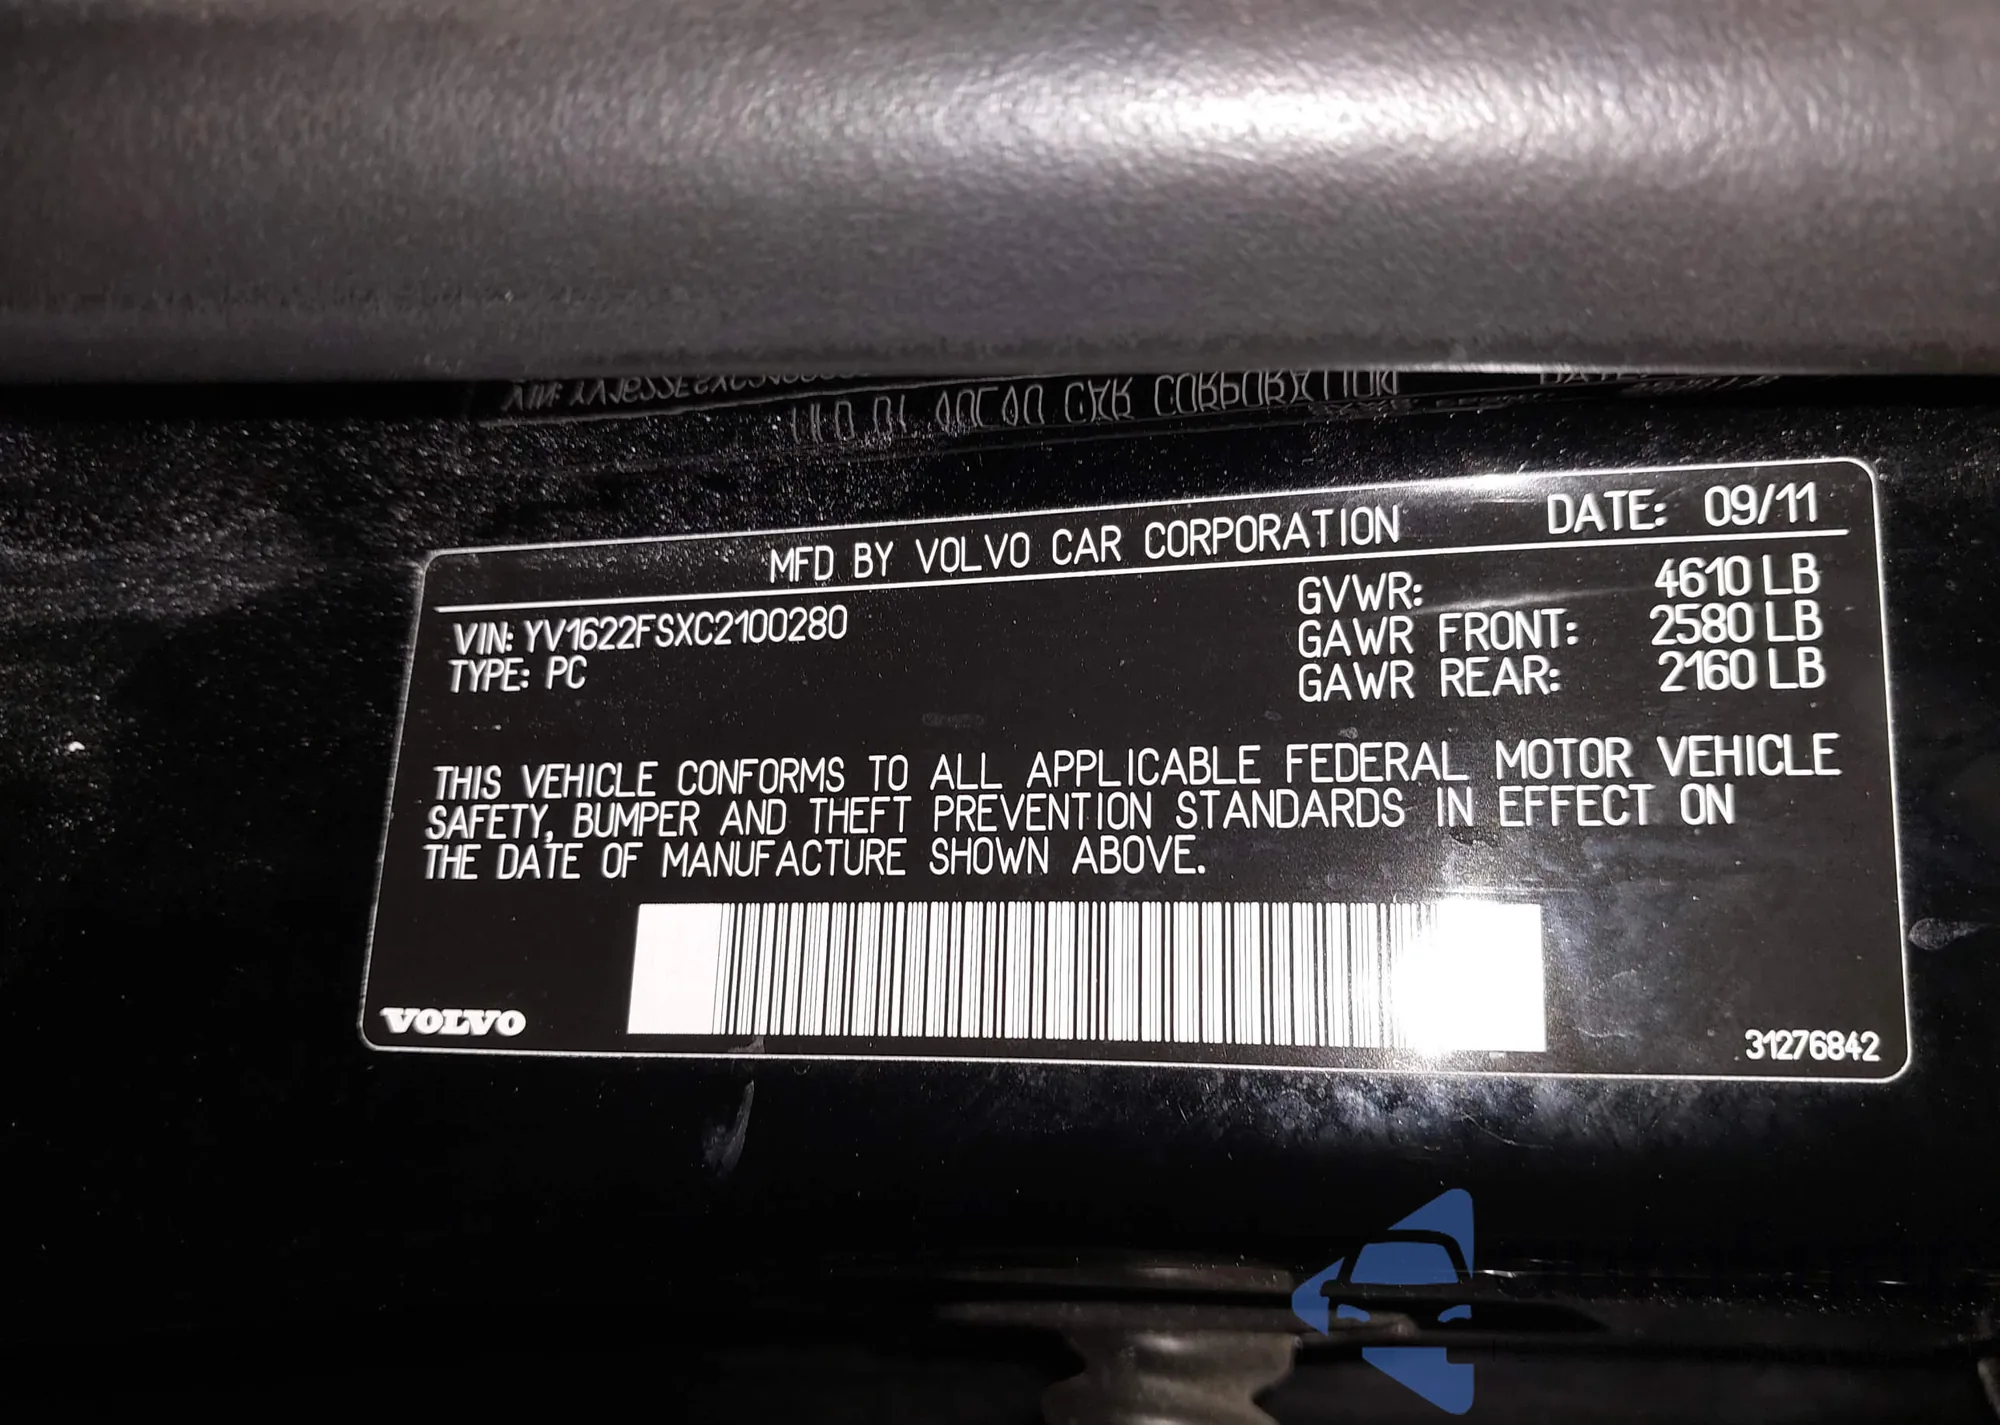 MFD BY VOLVO CAR CORPORATION DATE: 09/11
VIN: YV1622FSXC2100280 GVWR: 4610 LB
TYPE: PC GAWR FRONT: 2580 LB
GAWR REAR: 2160 LB
THIS VEHICLE CONFORMS TO ALL APPLICABLE FEDERAL MOTOR VEHICLE
SAFETY, BUMPER AND THEFT PREVENTION STANDARDS IN EFFECT ON
THE DATE OF MANUFACTURE SHOWN ABOVE.
VOLVO
31276842